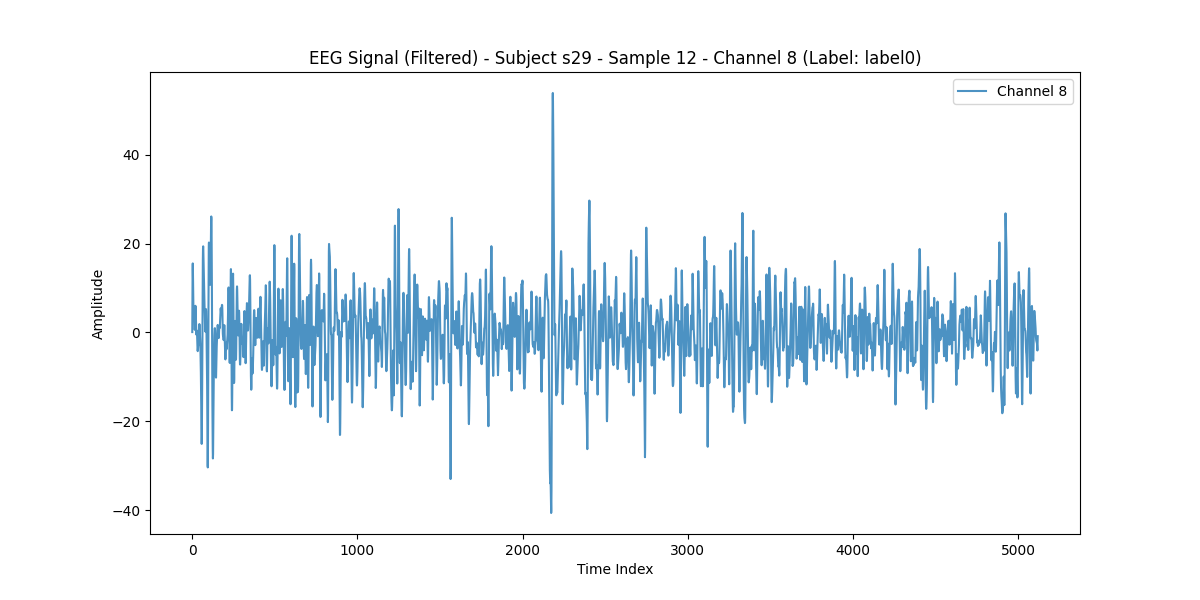 EEG Signal (Filtered) - Subject s29 - Sample 12 - Channel 8 (Label: label0)
Channel 8
40
20
0
−20
−40
Amplitude
0 1000 2000 3000 4000 5000
Time Index